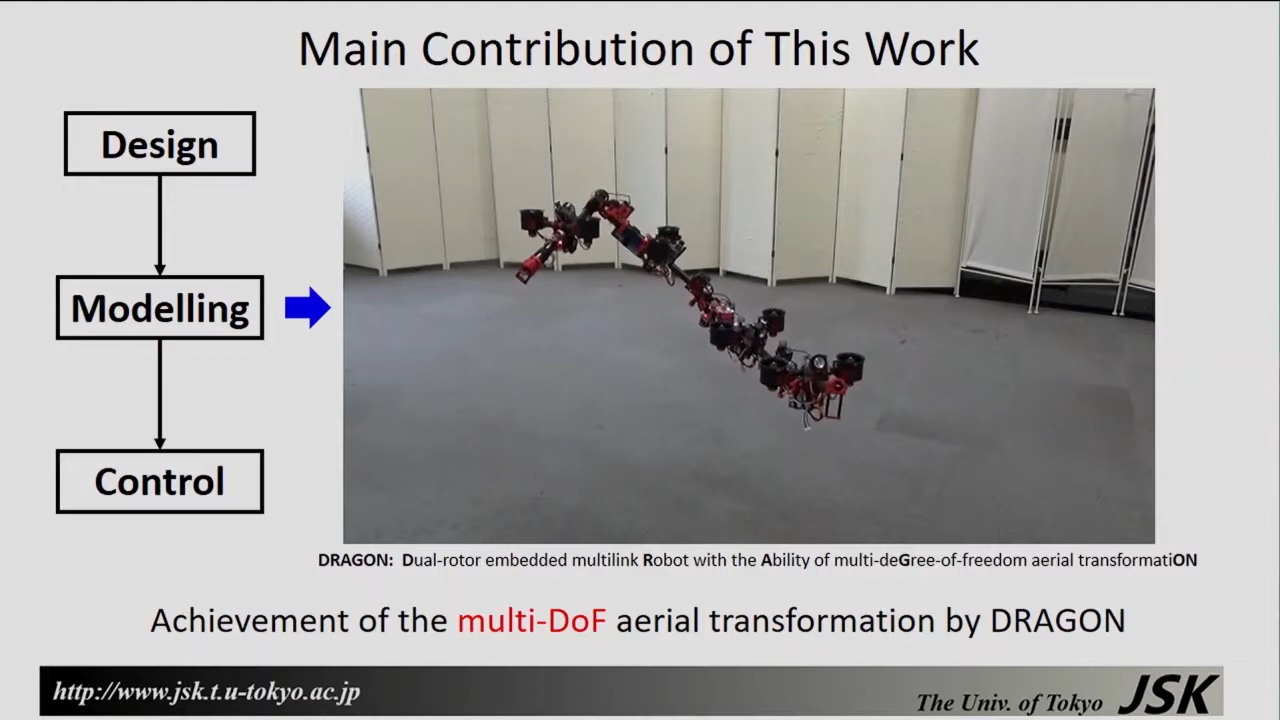 Main Contribution of This Work
Design
Modelling
Control
DRAGON: Dual-rotor embedded multilink Robot with the Ability of multi-deGree-of-freedom aerial transformatiON
Achievement of the multi-DoF aerial transformation by DRAGON
http://www.jsk.t.u-tokyo.ac.jp
The Univ. of Tokyo JSK